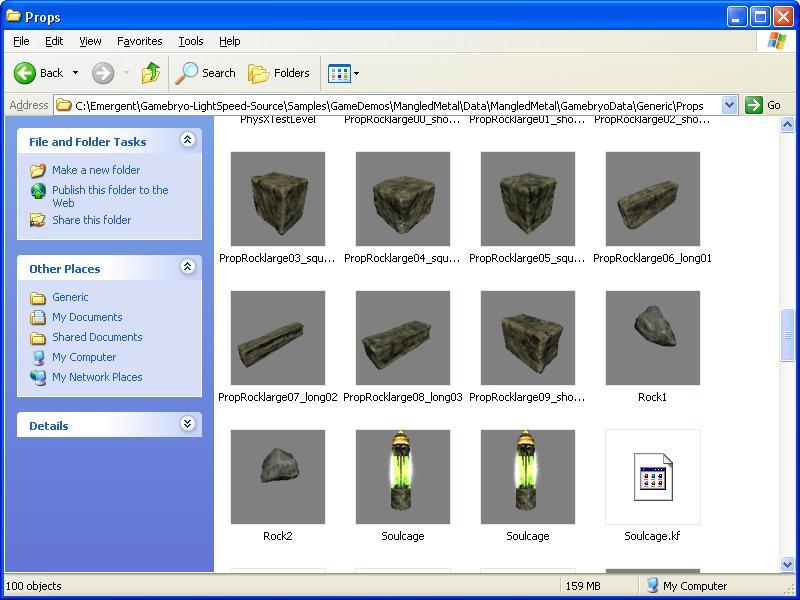 Props
File Edit View Favorites Tools Help
Back Search Folders
Address C:\Emergent\Gamebryo-LightSpeed-Source\Samples\GameDemos\MangledMetal\Data\MangledMetal\GamebryoData\Generic\Props Go
File and Folder Tasks
Make a new folder
Publish this folder to the
Web
Share this folder
Other Places
Generic
My Documents
Shared Documents
My Computer
My Network Places
Details
PhysXTestLevel PropRocklarge00_sho... PropRocklarge01_sho... PropRocklarge02_sho...
PropRocklarge03_squ... PropRocklarge04_squ... PropRocklarge05_squ... PropRocklarge06_long01
PropRocklarge07_long02 PropRocklarge08_long03 PropRocklarge09_sho... Rock1
Rock2 Soulcage Soulcage Soulcage.kf
100 objects 159 MB My Computer